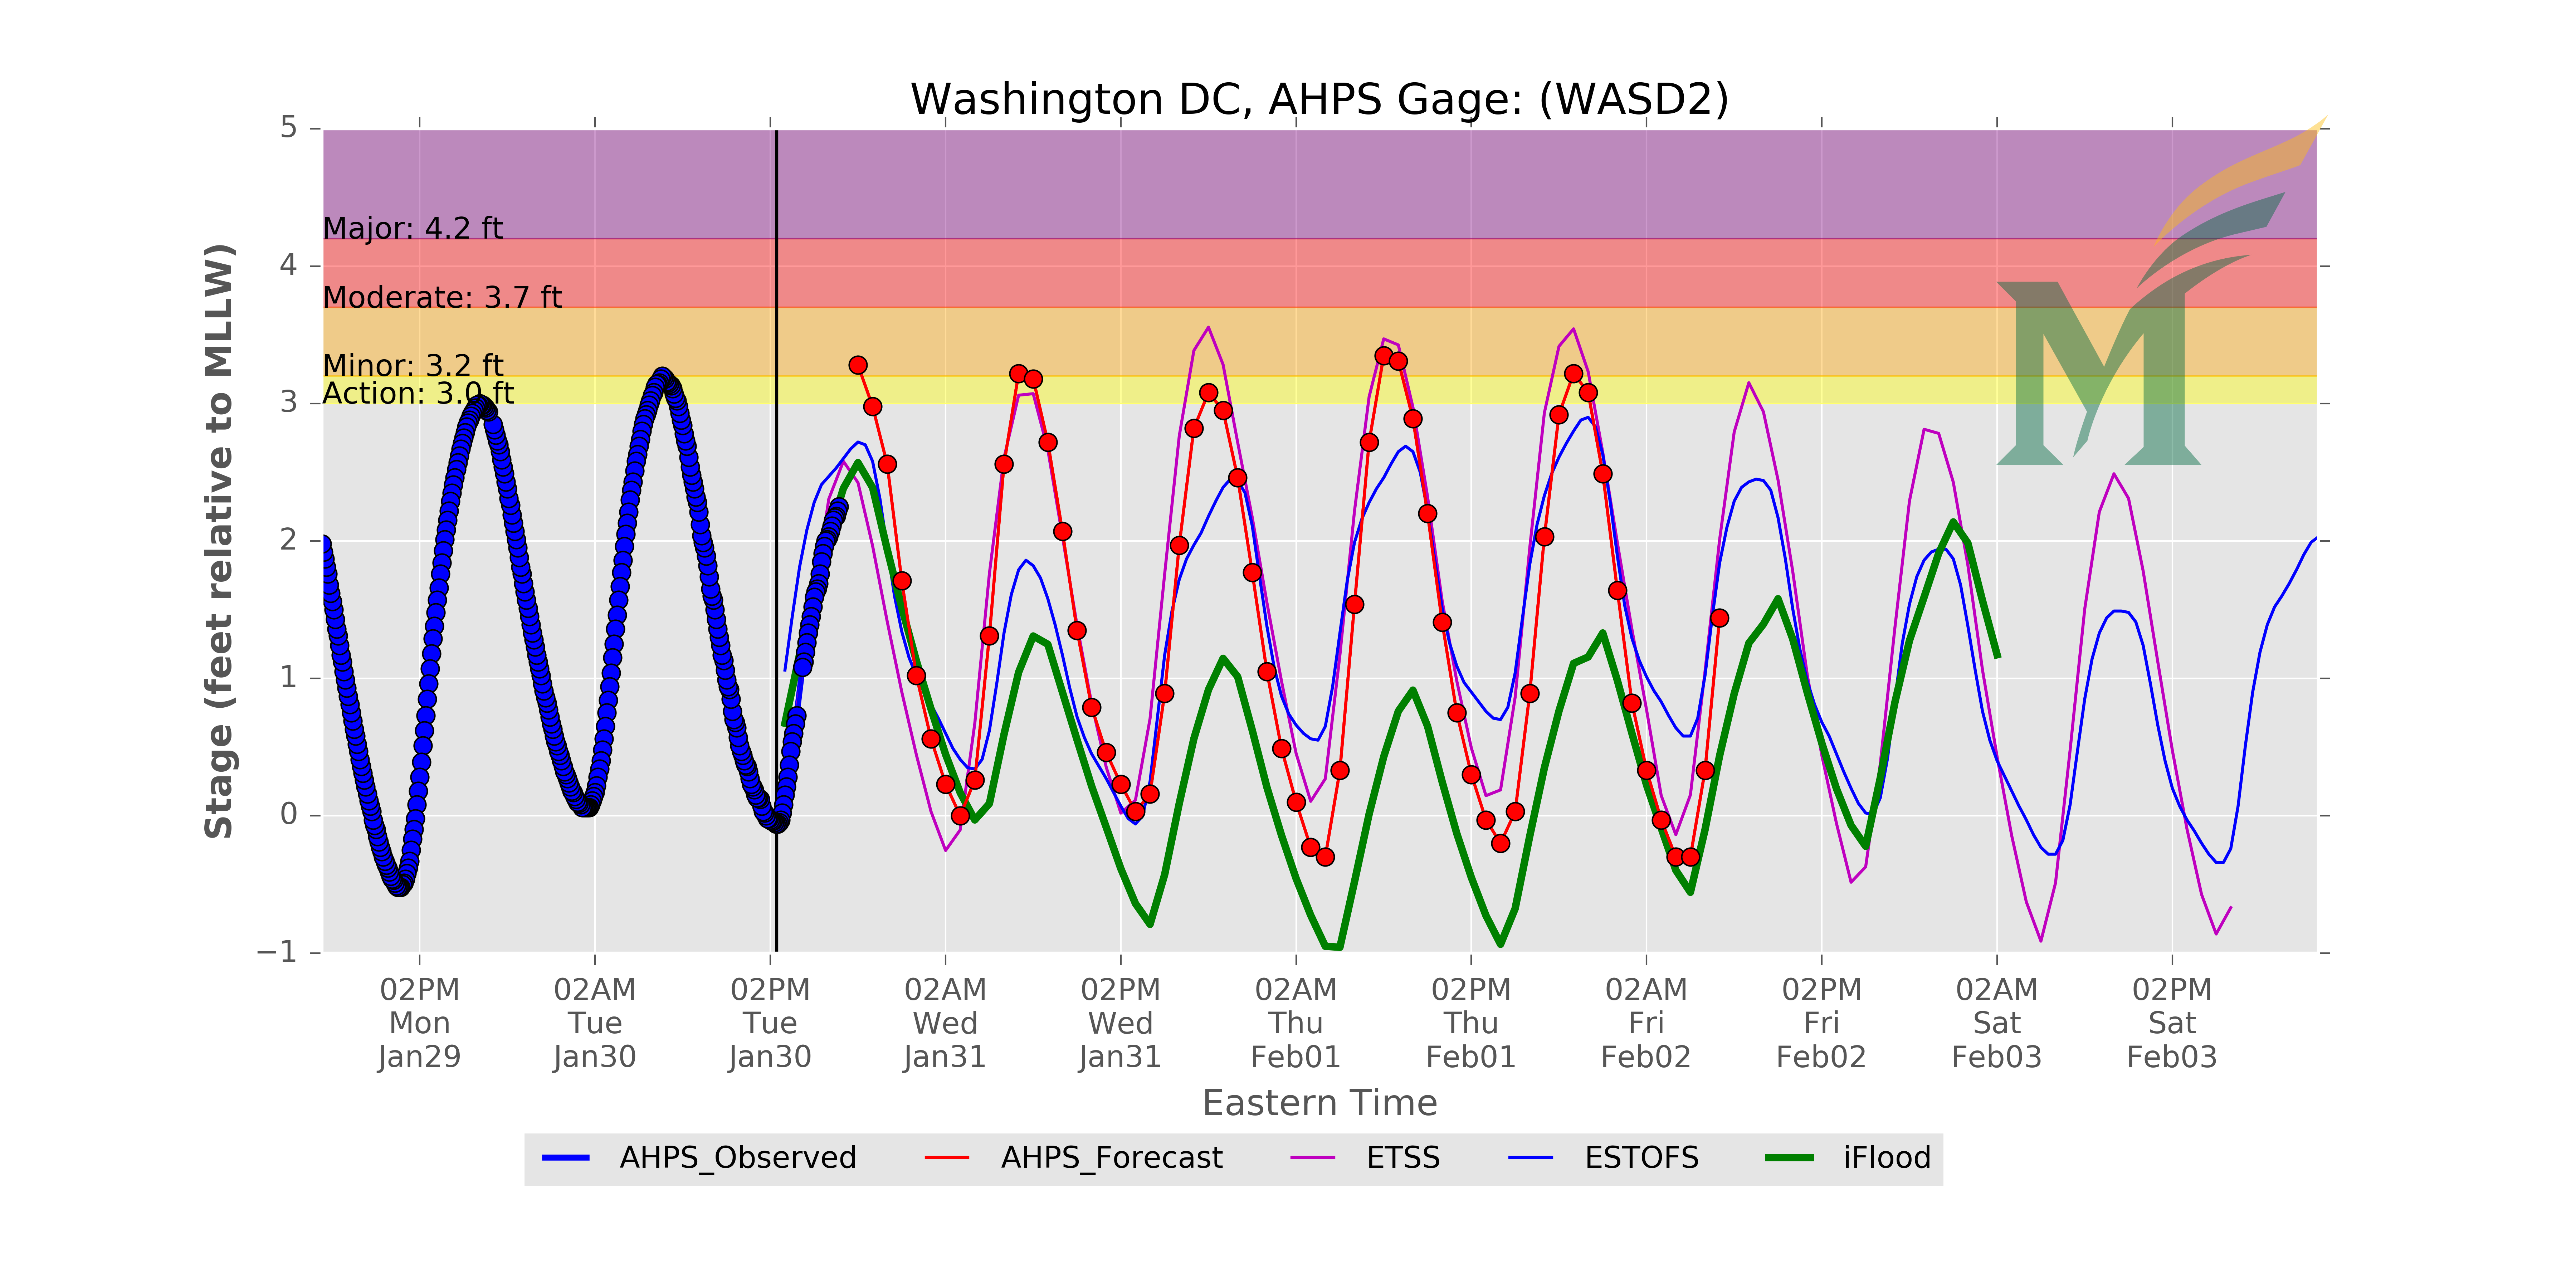 Washington DC, AHPS Gage: (WASD2)
Stage (feet relative to MLLW)
5
4
3
2
1
0
−1
Major: 4.2 ft
Moderate: 3.7 ft
Minor: 3.2 ft
Action: 3.0 ft
M
02PM 02AM 02PM 02AM 02PM 02AM 02PM 02AM 02PM 02AM 02PM
Mon Tue Tue Wed Wed Thu Thu Fri Fri Sat Sat
Jan29 Jan30 Jan30 Jan31 Jan31 Feb01 Feb01 Feb02 Feb02 Feb03 Feb03
Eastern Time
AHPS_Observed AHPS_Forecast ETSS ESTOFS iFlood